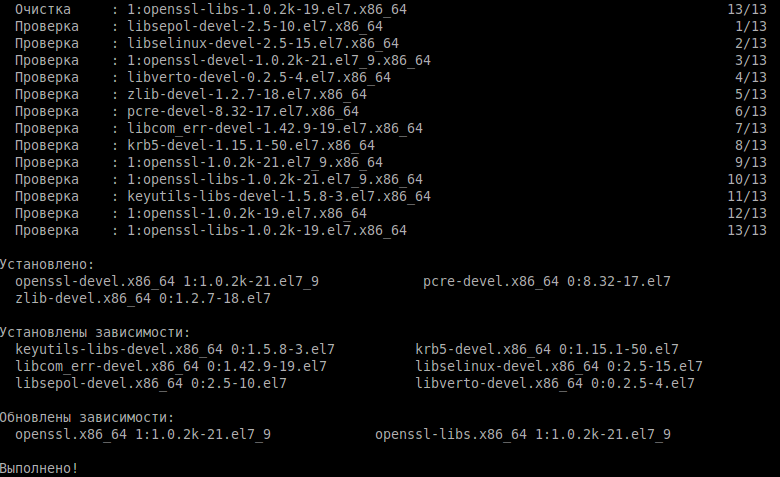 Очистка : 1:openssl-libs-1.0.2k-19.el7.x86_64 13/13
Проверка : libsepol-devel-2.5-10.el7.x86_64 1/13
Проверка : libselinux-devel-2.5-15.el7.x86_64 2/13
Проверка : 1:openssl-devel-1.0.2k-21.el7_9.x86_64 3/13
Проверка : libverto-devel-0.2.5-4.el7.x86_64 4/13
Проверка : zlib-devel-1.2.7-18.el7.x86_64 5/13
Проверка : pcre-devel-8.32-17.el7.x86_64 6/13
Проверка : libcom_err-devel-1.42.9-19.el7.x86_64 7/13
Проверка : krb5-devel-1.15.1-50.el7.x86_64 8/13
Проверка : 1:openssl-1.0.2k-21.el7_9.x86_64 9/13
Проверка : 1:openssl-libs-1.0.2k-21.el7_9.x86_64 10/13
Проверка : keyutils-libs-devel-1.5.8-3.el7.x86_64 11/13
Проверка : 1:openssl-1.0.2k-19.el7.x86_64 12/13
Проверка : 1:openssl-libs-1.0.2k-19.el7.x86_64 13/13
Установлено:
openssl-devel.x86_64 1:1.0.2k-21.el7_9 pcre-devel.x86_64 0:8.32-17.el7
zlib-devel.x86_64 0:1.2.7-18.el7
Установлены зависимости:
keyutils-libs-devel.x86_64 0:1.5.8-3.el7 krb5-devel.x86_64 0:1.15.1-50.el7
libcom_err-devel.x86_64 0:1.42.9-19.el7 libselinux-devel.x86_64 0:2.5-15.el7
libsepol-devel.x86_64 0:2.5-10.el7 libverto-devel.x86_64 0:0.2.5-4.el7
Обновлены зависимости:
openssl.x86_64 1:1.0.2k-21.el7_9 openssl-libs.x86_64 1:1.0.2k-21.el7_9
Выполнено!